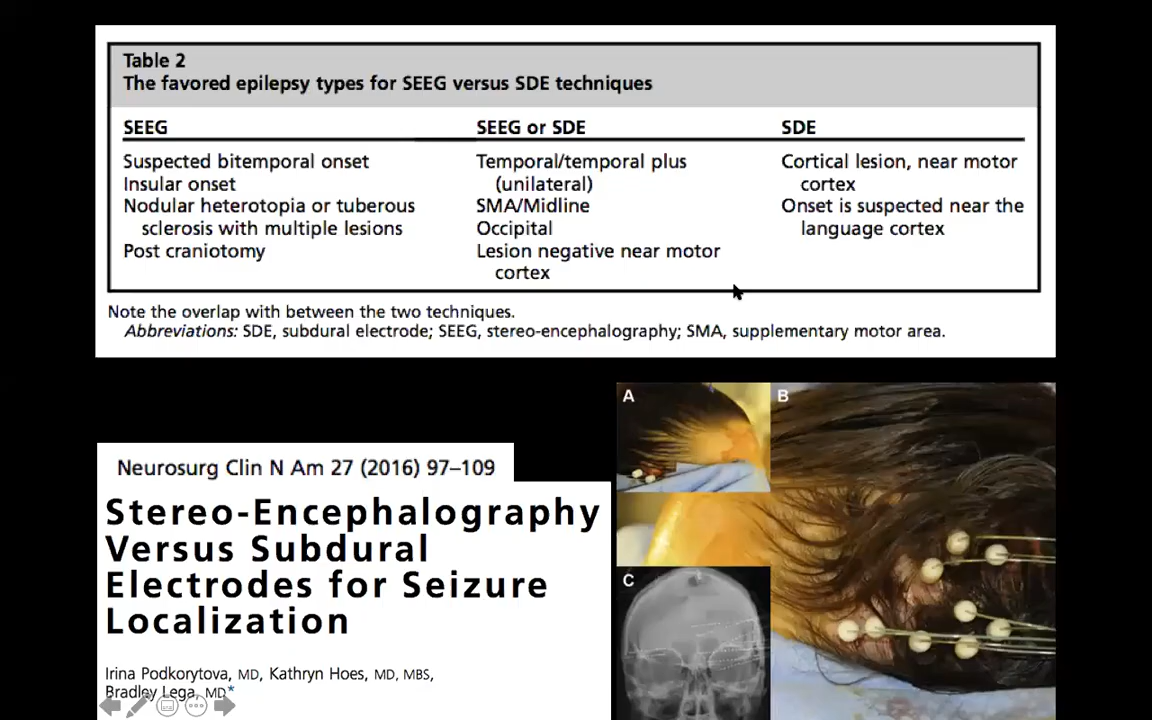 Table 2
The favored epilepsy types for SEEG versus SDE techniques
SEEG
SEEG or SDE
SDE
Suspected bitemporal onset
Insular onset
Nodular heterotopia or tuberous
sclerosis with multiple lesions
Post craniotomy
Temporal/temporal plus
(unilateral)
SMA/Midline
Occipital
Lesion negative near motor
cortex
Cortical lesion, near motor
cortex
Onset is suspected near the
language cortex
Note the overlap with between the two techniques.
Abbreviations: SDE, subdural electrode; SEEG, stereo-encephalography; SMA, supplementary motor area.
Neurosurg Clin N Am 27 (2016) 97–109
Stereo-Encephalography
Versus Subdural
Electrodes for Seizure
Localization
Irina Podkorytova, MD, Kathryn Hoes, MD, MBS,
Bradley Lega, MD*
A
B
C